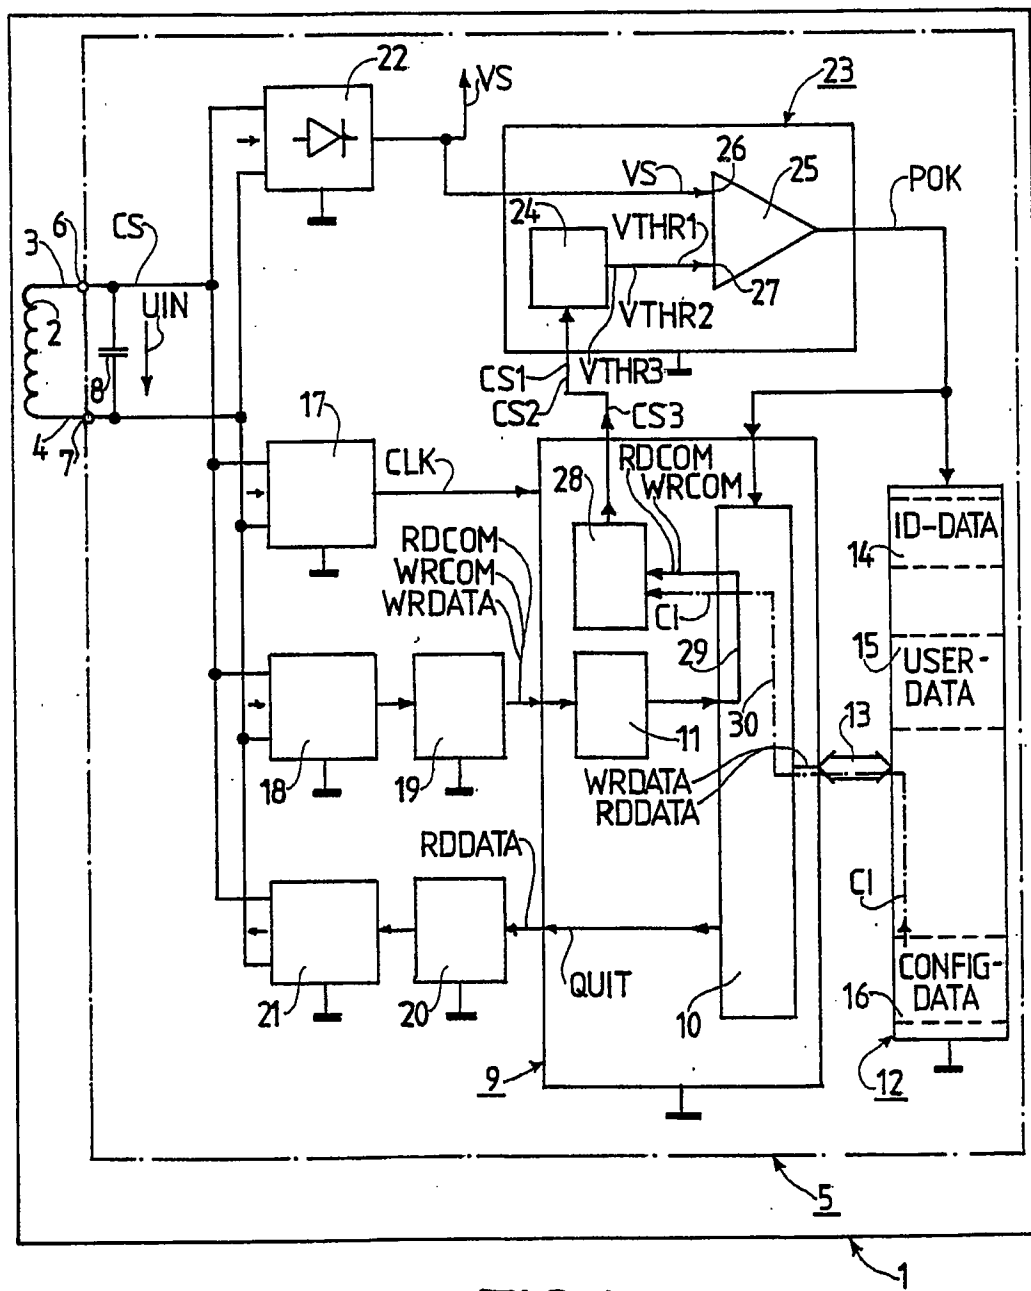 22
VS
23
VS
26
25
POK
24
VTHR1
27
VTHR2
VTHR3
3
6
CS
2
UIN
8
4
7
CS1
CS2
CS3
17
CLK
28
RDCOM
WRCOM
ID-DATA
14
RDCOM
WRCOM
WRDATA
CI
29
15
USER-
DATA
30
13
11
18
19
WRDATA
RDDATA
RDDATA
CI
QUIT
CONFIG-
DATA
16
21
20
10
9
12
5
1